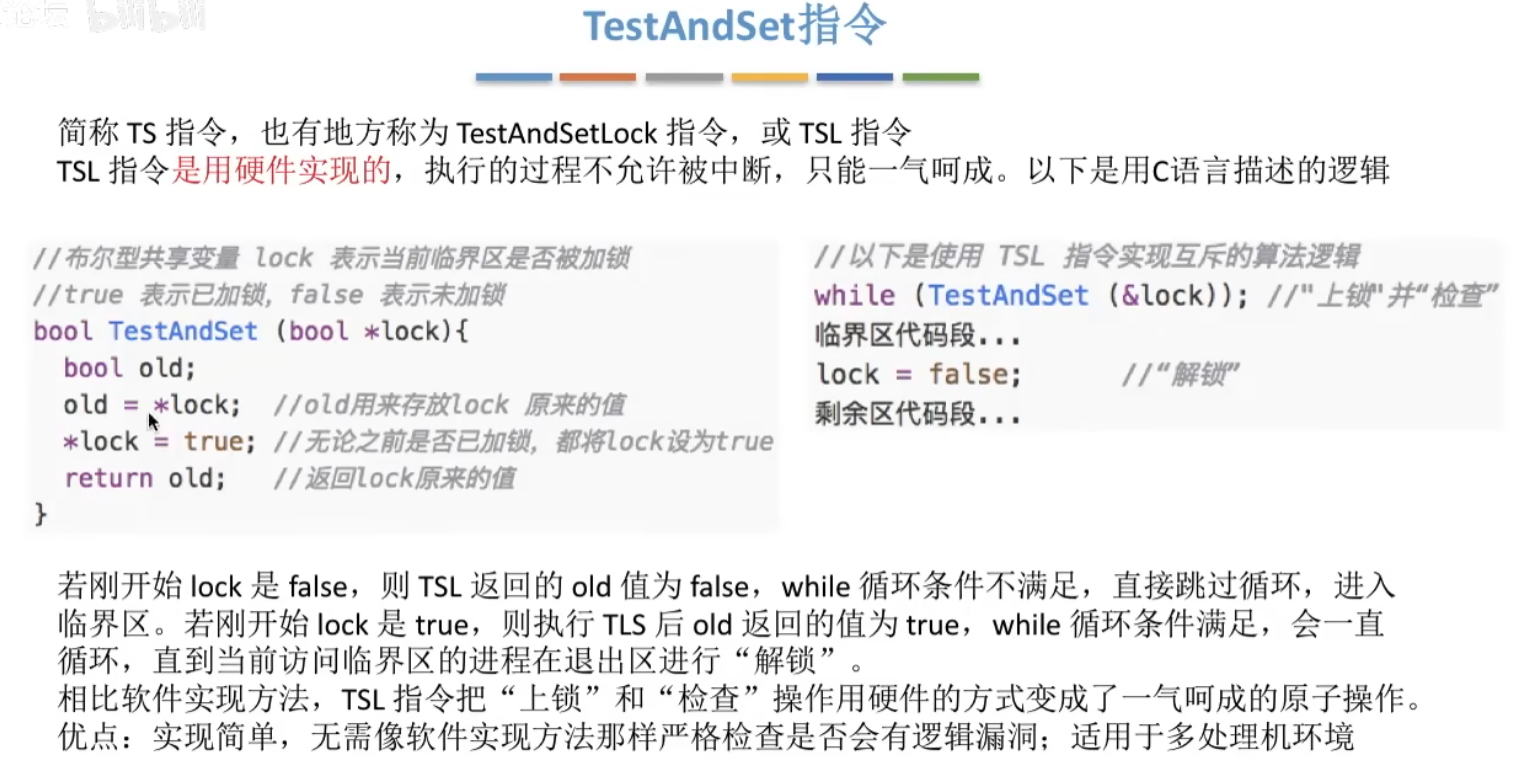 论坛 bilibili
TestAndSet指令
简称 TS 指令，也有地方称为 TestAndSetLock 指令，或 TSL 指令
TSL 指令是用硬件实现的，执行的过程不允许被中断，只能一气呵成。以下是用C语言描述的逻辑
//布尔型共享变量 lock 表示当前临界区是否被加锁
//true 表示已加锁，false 表示未加锁
bool TestAndSet (bool *lock){
bool old;
old = *lock; //old用来存放lock 原来的值
*lock = true; //无论之前是否已加锁，都将lock设为true
return old; //返回lock原来的值
}
//以下是使用 TSL 指令实现互斥的算法逻辑
while (TestAndSet (&lock)); //"上锁"并“检查”
临界区代码段...
lock = false; //“解锁”
剩余区代码段...
若刚开始 lock 是 false，则 TSL 返回的 old 值为 false，while 循环条件不满足，直接跳过循环，进入
临界区。若刚开始 lock 是 true，则执行 TLS 后 old 返回的值为 true，while 循环条件满足，会一直
循环，直到当前访问临界区的进程在退出区进行“解锁”。
相比软件实现方法，TSL 指令把“上锁”和“检查”操作用硬件的方式变成了一气呵成的原子操作。
优点：实现简单，无需像软件实现方法那样严格检查是否会有逻辑漏洞；适用于多处理机环境